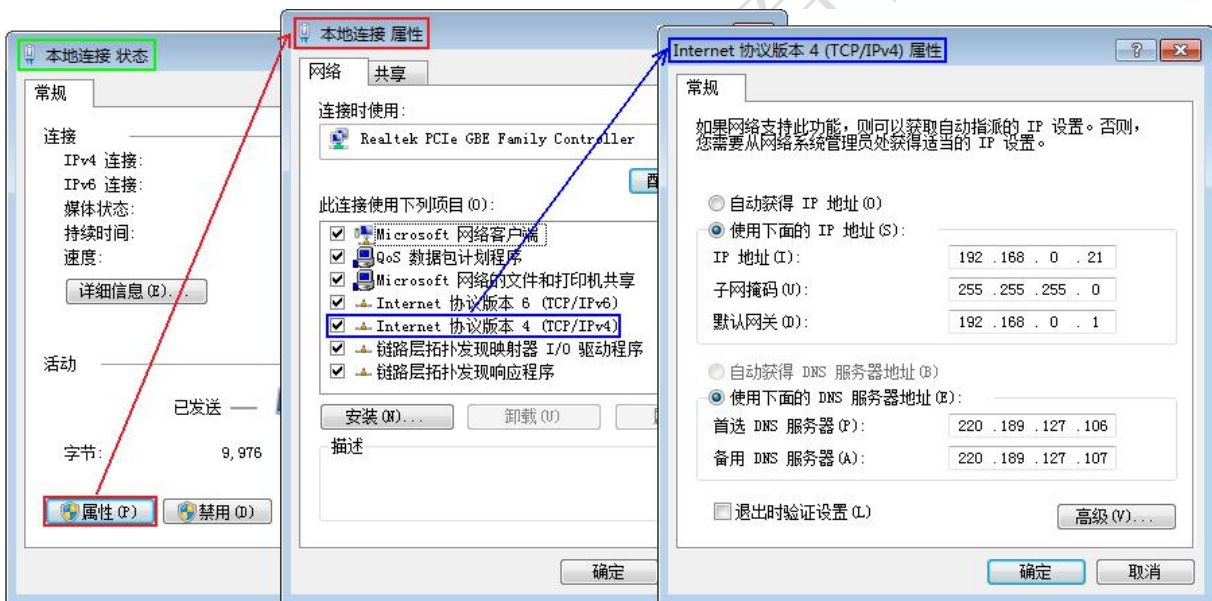 本地连接 状态
常规
连接
IPv4 连接:
IPv6 连接:
媒体状态:
持续时间:
速度:
详细信息(E)...
活动
已发送 —
字节:
9,976
属性(P)
禁用(D)
本地连接 属性
网络
共享
连接时使用:
Realtek PCIe GBE Family Controller
此连接使用下列项目(O):
Microsoft 网络客户端
QoS 数据包计划程序
Microsoft 网络的文件和打印机共享
Internet 协议版本 6 (TCP/IPv6)
Internet 协议版本 4 (TCP/IPv4)
链路层拓扑发现映射器 I/O 驱动程序
链路层拓扑发现响应程序
安装(N)...
卸载(U)
描述
确定
Internet 协议版本 4 (TCP/IPv4) 属性
常规
如果网络支持此功能，则可以获取自动指派的 IP 设置。否则，
您需要从网络系统管理员处获得适当的 IP 设置。
自动获得 IP 地址(O)
使用下面的 IP 地址(S):
IP 地址(I): 192 .168 . 0 . 21
子网掩码(U): 255 .255 .255 . 0
默认网关(D): 192 .168 . 0 . 1
自动获得 DNS 服务器地址(B)
使用下面的 DNS 服务器地址(E):
首选 DNS 服务器(P): 220 .189 .127 .106
备用 DNS 服务器(A): 220 .189 .127 .107
退出时验证设置(L)
高级(V)...
确定
取消